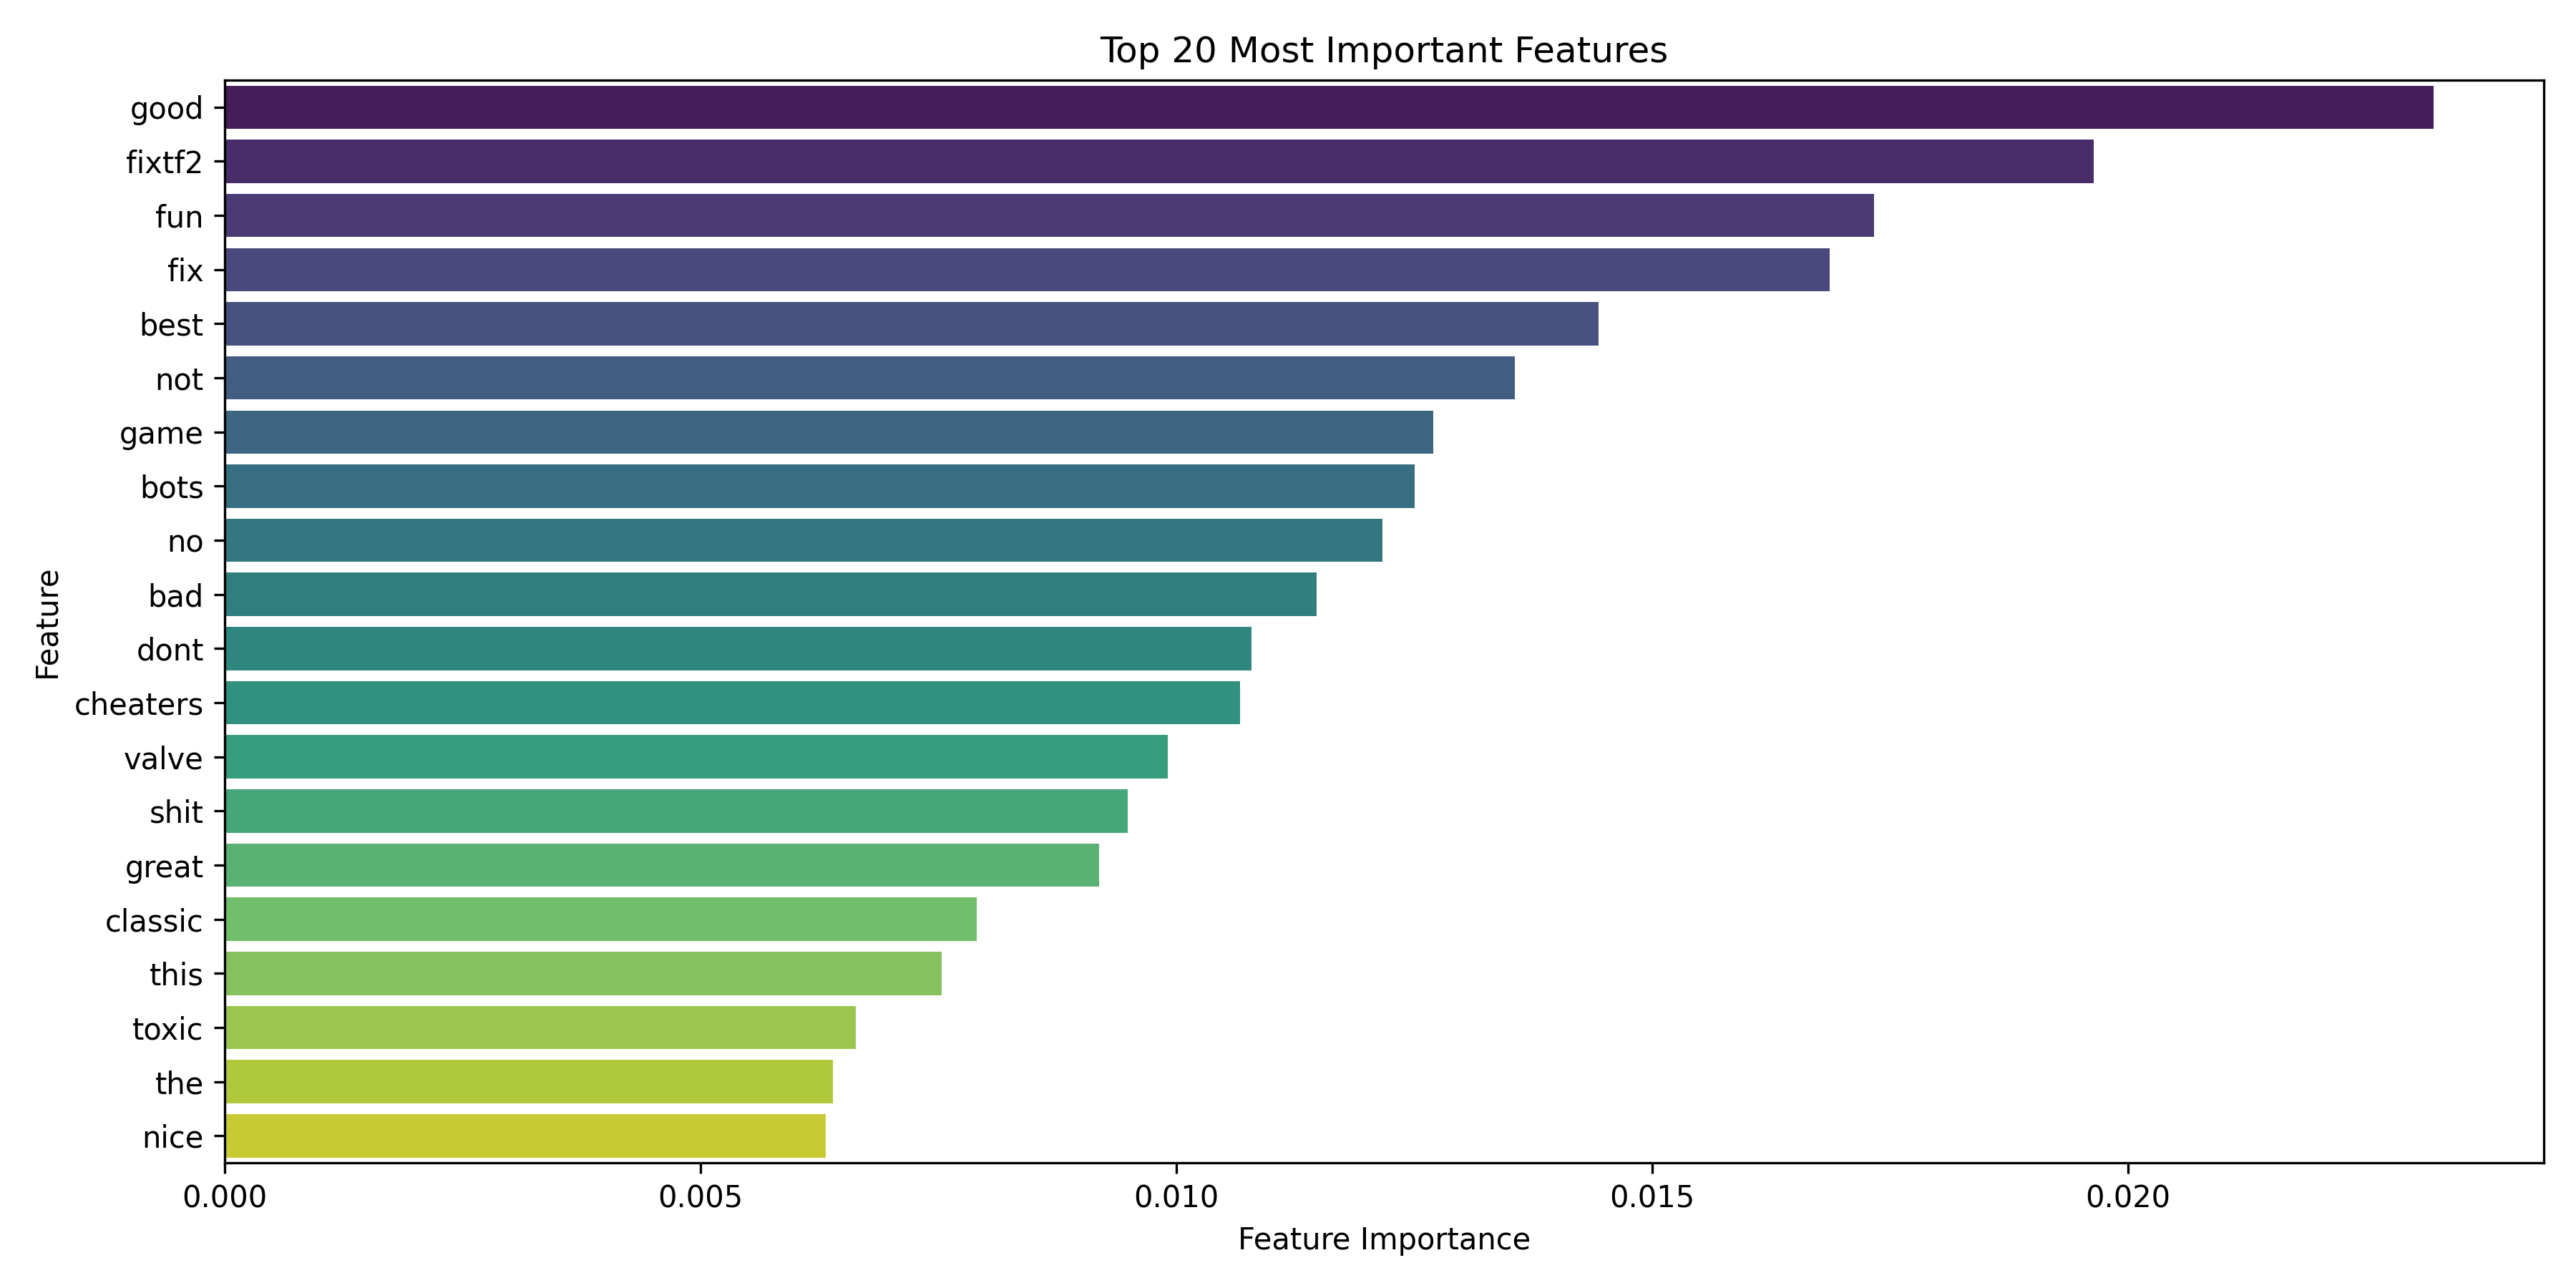 Top 20 Most Important Features
good
fixtf2
fun
fix
best
not
game
bots
no
bad
dont
cheaters
valve
shit
great
classic
this
toxic
the
nice
Feature
0.000 0.005 0.010 0.015 0.020
Feature Importance